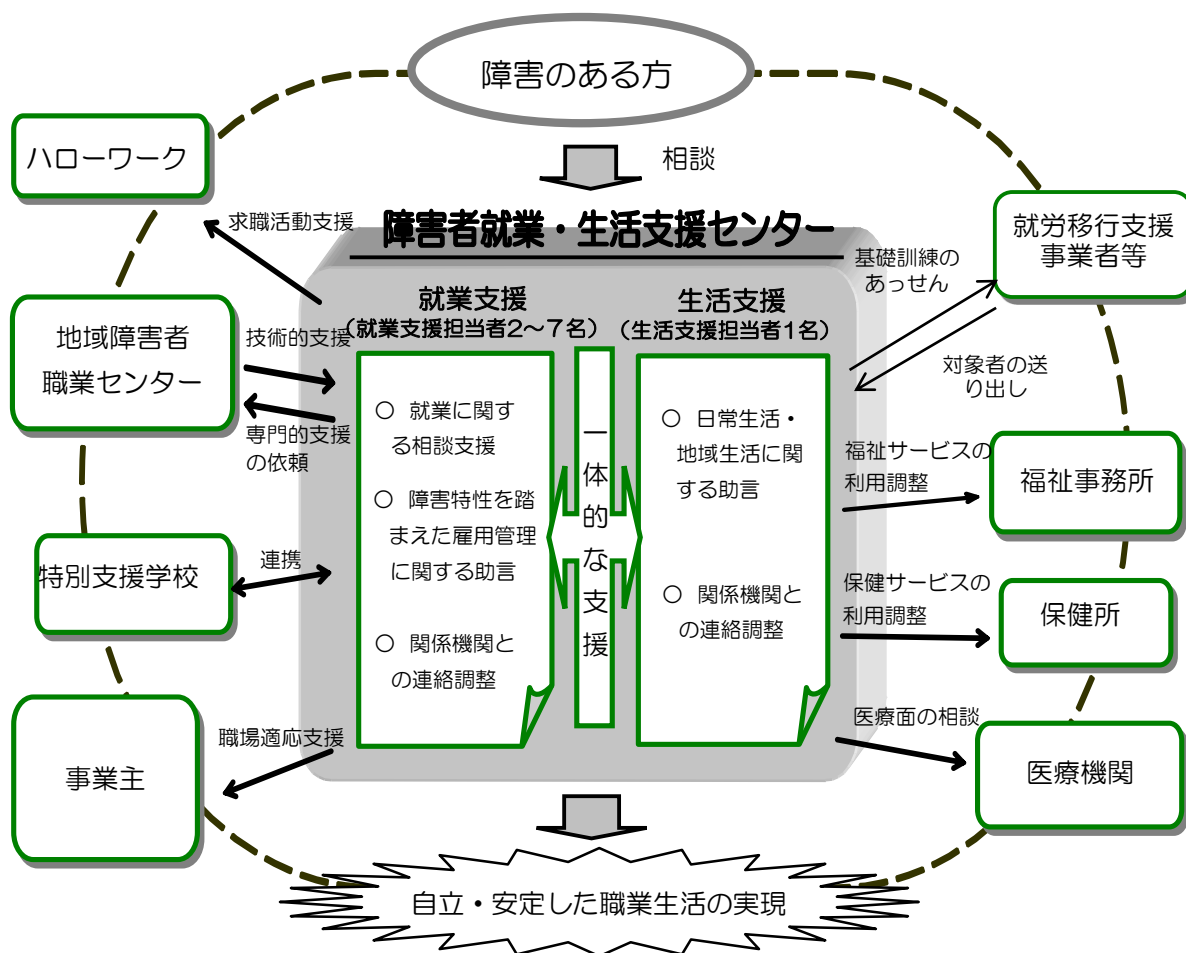 障害のある方
相談
ハローワーク
求職活動支援
障害者就業・生活支援センター
就労移行支援
事業者等
基礎訓練の
あっせん
対象者の送
り出し
地域障害者
職業センター
技術的支援
専門的支援
の依頼
就業支援
(就業支援担当者2～7名)
生活支援
(生活支援担当者1名)
○ 就業に関す
る相談支援
○ 障害特性を踏
まえた雇用管理
に関する助言
○ 関係機関と
の連絡調整
一体的な支援
○ 日常生活・
地域生活に関
する助言
○ 関係機関と
の連絡調整
福祉サービスの
利用調整
福祉事務所
特別支援学校
連携
保健サービスの
利用調整
保健所
事業主
職場適応支援
医療面の相談
医療機関
自立・安定した職業生活の実現